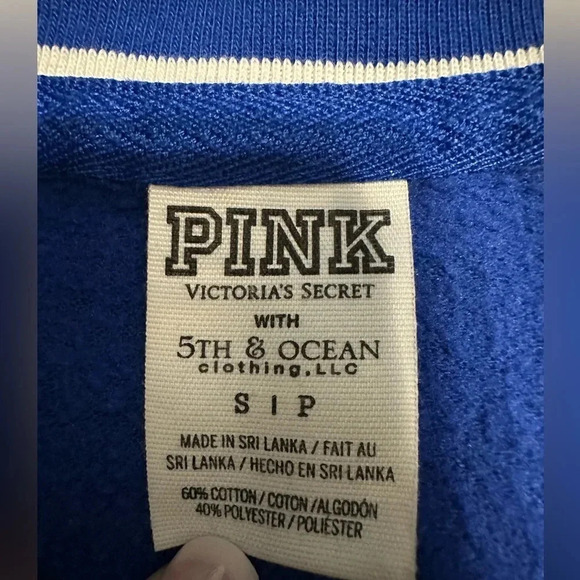 PINK
VICTORIA'S SECRET
WITH
5TH & OCEAN
clothing,LLC
S | P
MADE IN SRI LANKA / FAIT AU
SRI LANKA / HECHO EN SRI LANKA
60% COTTON / COTON /ALGODÓN
40% POLYESTER / POLIÉSTER